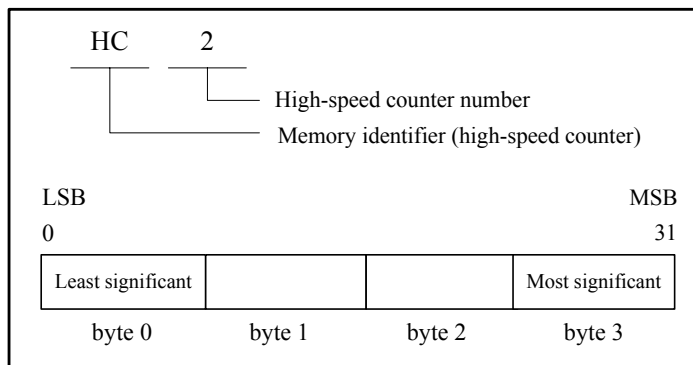 HC 2
High-speed counter number
Memory identifier (high-speed counter)
LSB MSB
0 31
Least significant Most significant
byte 0 byte 1 byte 2 byte 3